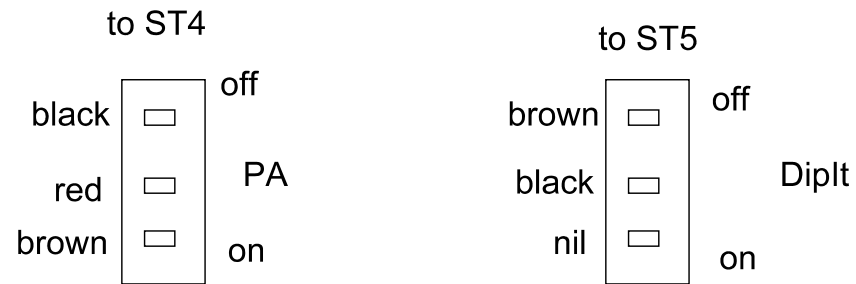 to ST4
off
black
red
PA
brown
on
to ST5
brown
off
black
DipIt
nil
on